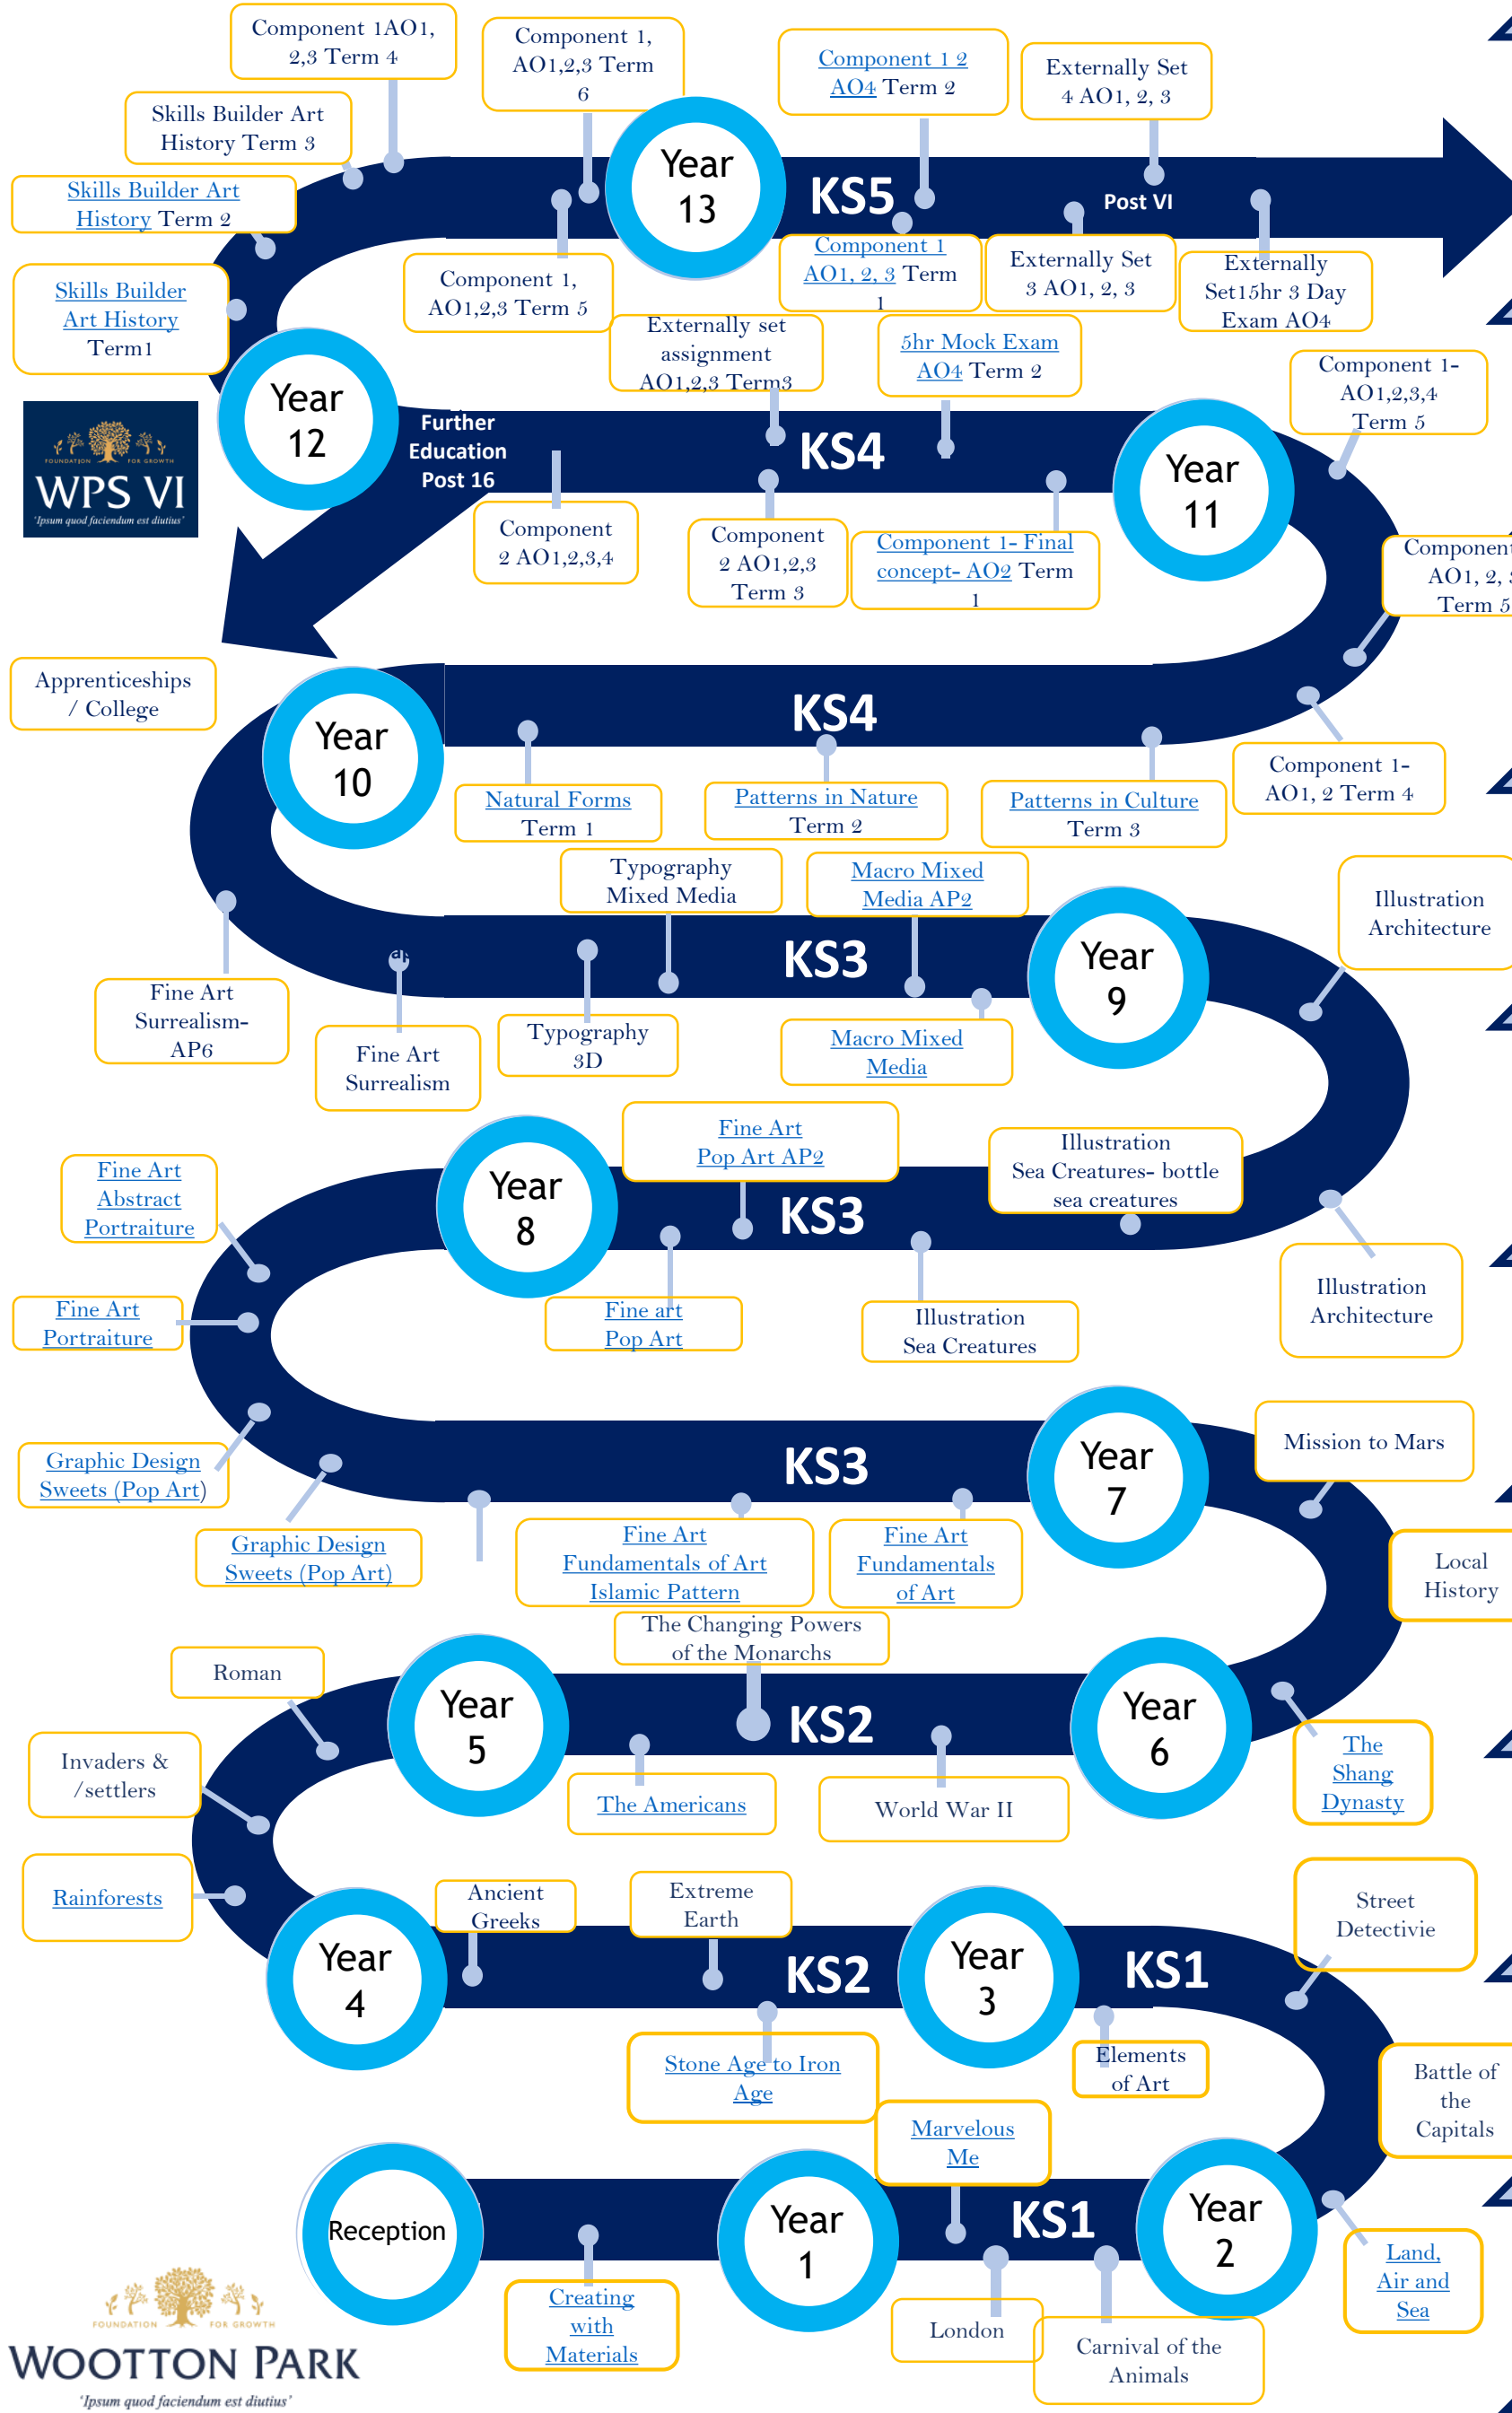 Component 1AO1,
2,3 Term 4
Component 1,
AO1,2,3 Term
6
Component 1 2
AO4 Term 2
Externally Set
4 AO1, 2, 3
Skills Builder Art
History Term 3
Skills Builder Art
History Term 2
Skills Builder
Art History
Term1
Year
13
KS5
Post VI
Component 1,
AO1,2,3 Term 5
Component 1
AO1, 2, 3 Term
1
Externally Set
3 AO1, 2, 3
Externally
Set15hr 3 Day
Exam AO4
Externally set
assignment
AO1,2,3 Term3
5hr Mock Exam
AO4 Term 2
Component 1-
AO1,2,3,4
Term 5
Year
12
Further
Education
Post 16
KS4
Year
11
FOUNDATION FOR GROWTH
WPS VI
'Ipsum quod faciendum est diutius'
Component
2 AO1,2,3,4
Component
2 AO1,2,3
Term 3
Component 1- Final
concept- AO2 Term
1
Component
AO1, 2,
Term 5
Apprenticeships
/ College
Year
10
KS4
Natural Forms
Term 1
Patterns in Nature
Term 2
Patterns in Culture
Term 3
Component 1-
AO1, 2 Term 4
Typography
Mixed Media
Macro Mixed
Media AP2
Illustration
Architecture
KS3
Year
9
Fine Art
Surrealism-
AP6
Fine Art
Surrealism
Typography
3D
Macro Mixed
Media
Fine Art
Pop Art AP2
Illustration
Sea Creatures- bottle
sea creatures
Fine Art
Abstract
Portraiture
Year
8
KS3
Fine Art
Portraiture
Fine art
Pop Art
Illustration
Sea Creatures
Illustration
Architecture
Graphic Design
Sweets (Pop Art)
KS3
Year
7
Mission to Mars
Graphic Design
Sweets (Pop Art)
Fine Art
Fundamentals of Art
Islamic Pattern
Fine Art
Fundamentals
of Art
Local
History
The Changing Powers
of the Monarchs
Roman
Year
5
KS2
Year
6
Invaders &
/settlers
The Americans
World War II
The
Shang
Dynasty
Rainforests
Ancient
Greeks
Extreme
Earth
Street
Detectivie
Year
4
KS2
Year
3
KS1
Stone Age to Iron
Age
Elements
of Art
Battle of
the
Capitals
Marvelous
Me
Reception
Year
1
KS1
Year
2
Creating
with
Materials
London
Carnival of the
Animals
Land,
Air and
Sea
FOUNDATION FOR GROWTH
WOOTTON PARK
'Ipsum quod faciendum est diutius'